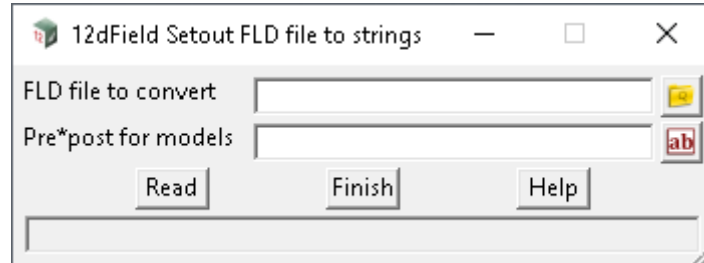 12dField Setout FLD file to strings
FLD file to convert
Pre*post for models ab
Read Finish Help